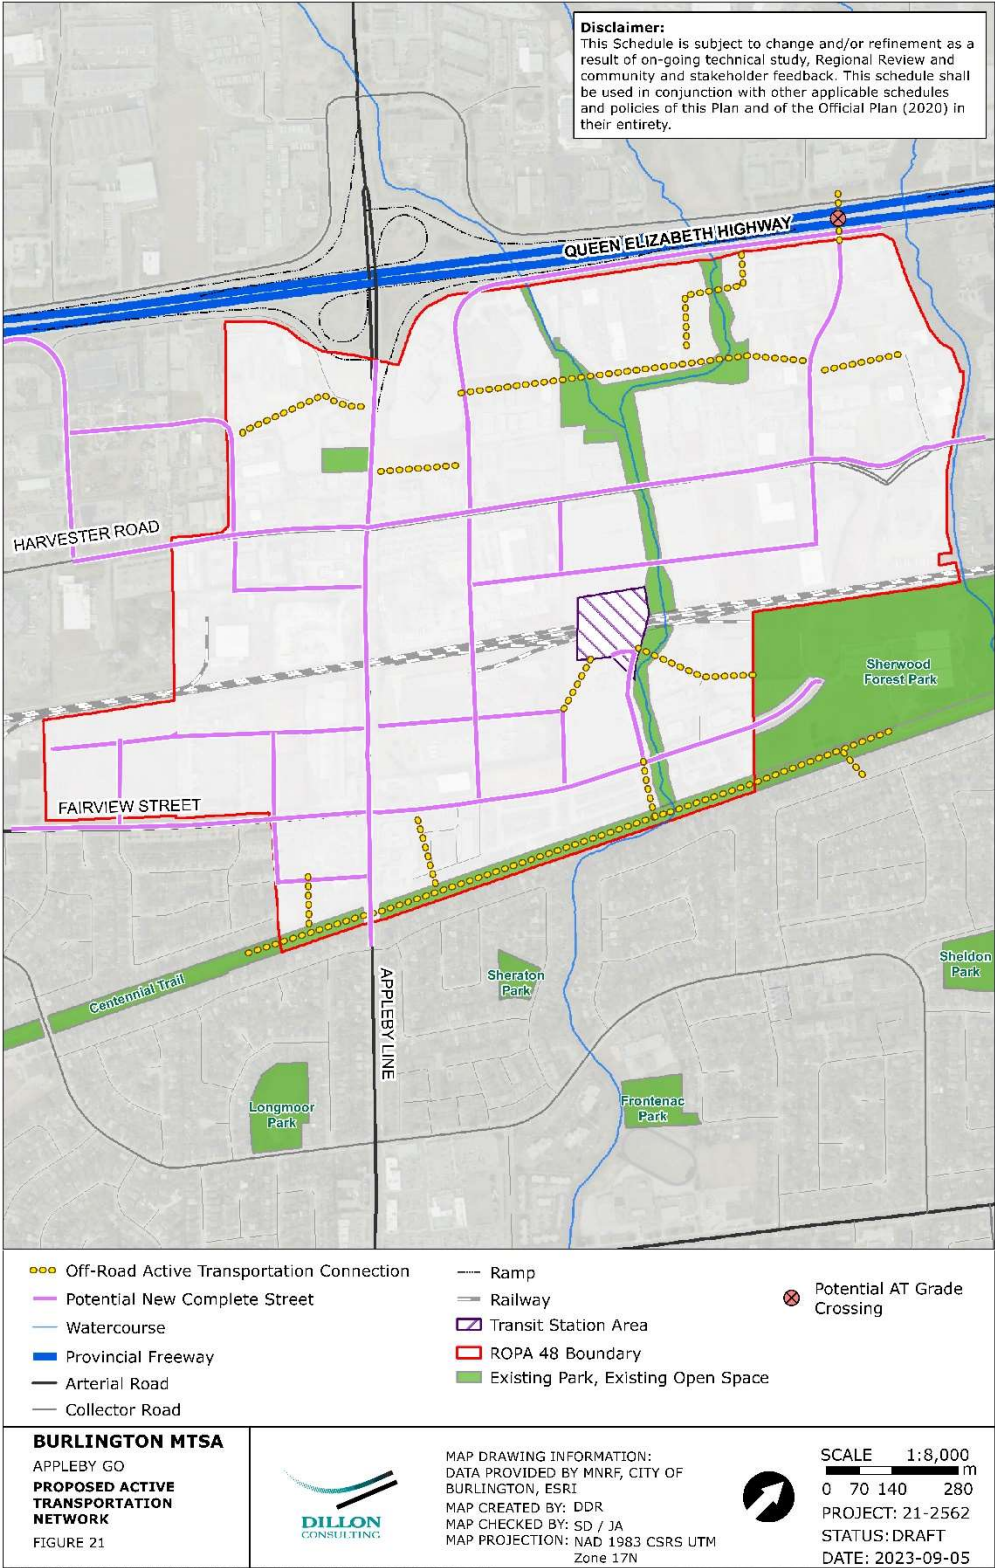 Disclaimer:
This Schedule is subject to change and/or refinement as a
result of on-going technical study, Regional Review and
community and stakeholder feedback. This schedule shall
be used in conjunction with other applicable schedules
and policies of this Plan and of the Official Plan (2020) in
their entirety.
QUEEN ELIZABETH HIGHWAY
HARVESTER ROAD
Sherwood
Forest Park
FAIRVIEW STREET
Centennial Trail
APPLEBY LINE
Sheraton
Park
Sheldon
Park
Longmoor
Park
Frontenac
Park
Off-Road Active Transportation Connection
Potential New Complete Street
Watercourse
Provincial Freeway
Arterial Road
Collector Road
Ramp
Railway
Transit Station Area
ROPA 48 Boundary
Existing Park, Existing Open Space
Potential AT Grade
Crossing
BURLINGTON MTSA
APPLEBY GO
PROPOSED ACTIVE
TRANSPORTATION
NETWORK
FIGURE 21
DILLON
CONSULTING
MAP DRAWING INFORMATION:
DATA PROVIDED BY MNRF, CITY OF
BURLINGTON, ESRI
MAP CREATED BY: DDR
MAP CHECKED BY: SD / JA
MAP PROJECTION: NAD 1983 CSRS UTM
Zone 17N
SCALE 1:8,000
m
0 70 140 280
PROJECT: 21-2562
STATUS: DRAFT
DATE: 2023-09-05